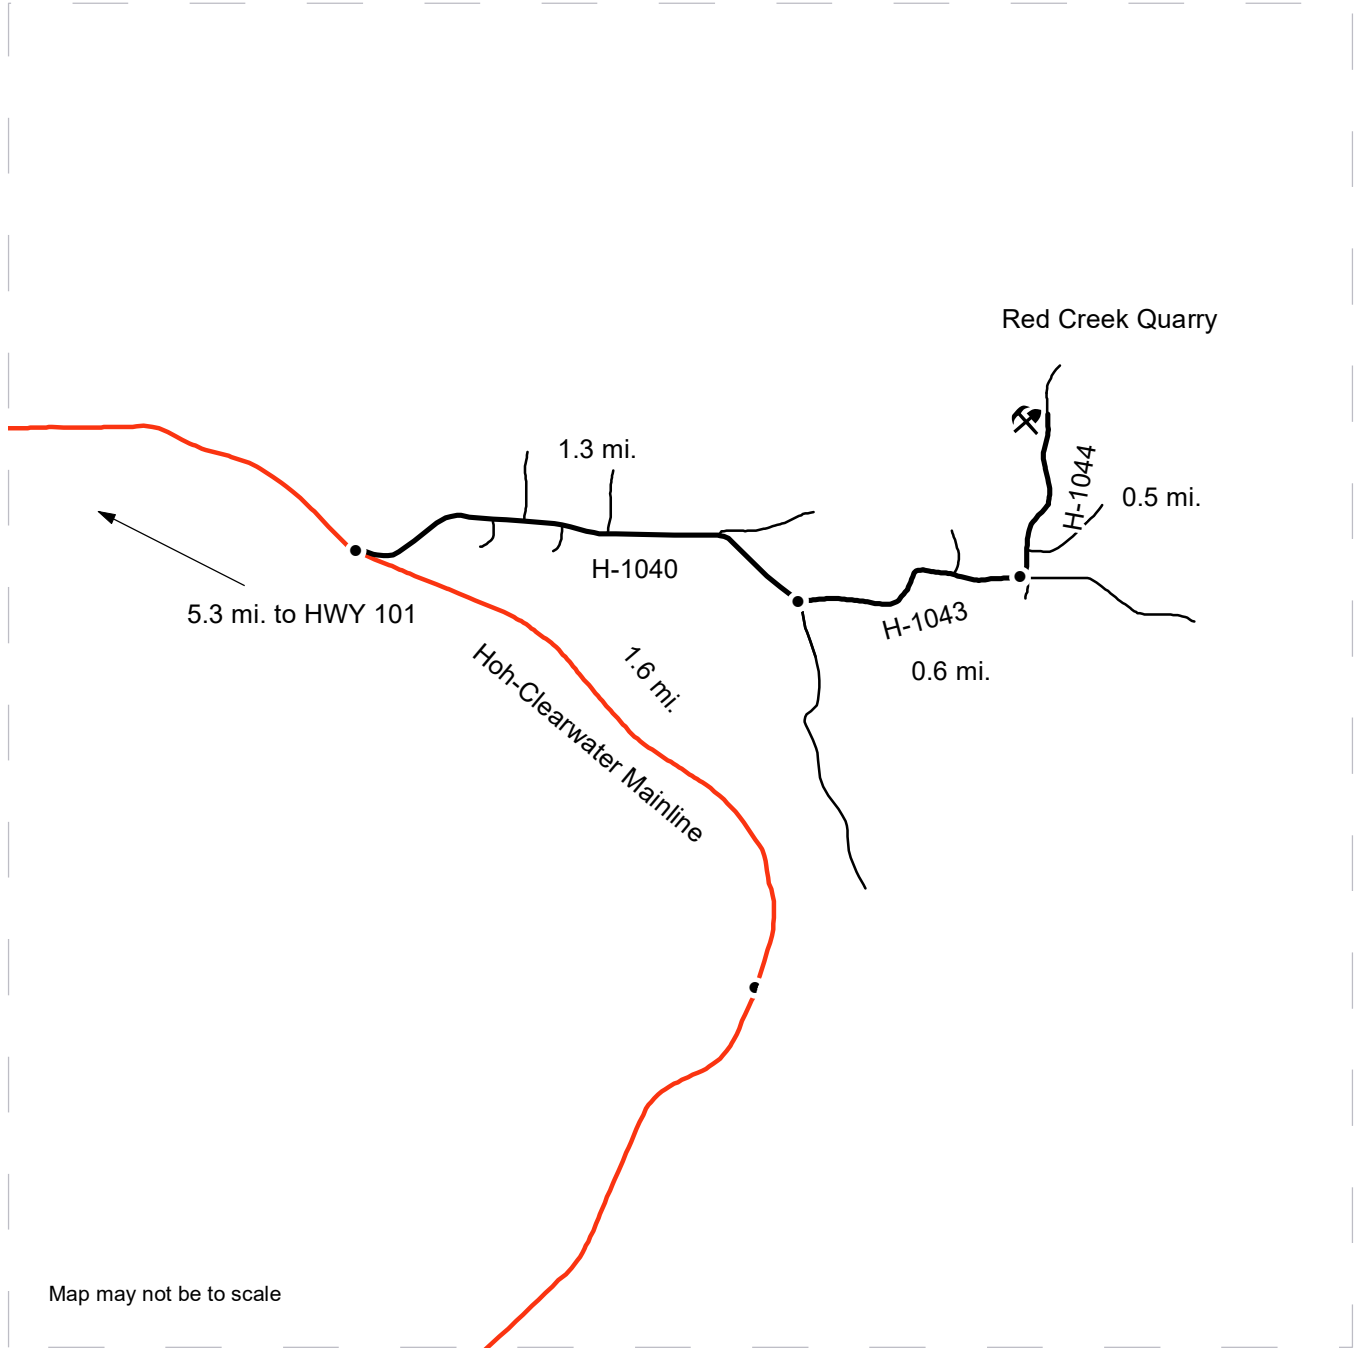 Red Creek Quarry
1.3 mi.
H-1044
0.5 mi.
H-1040
5.3 mi. to HWY 101
H-1043
0.6 mi.
1.6 mi.
Hoh-Clearwater Mainline
Map may not be to scale